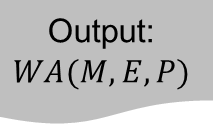 Output:
WA(M, E, P)